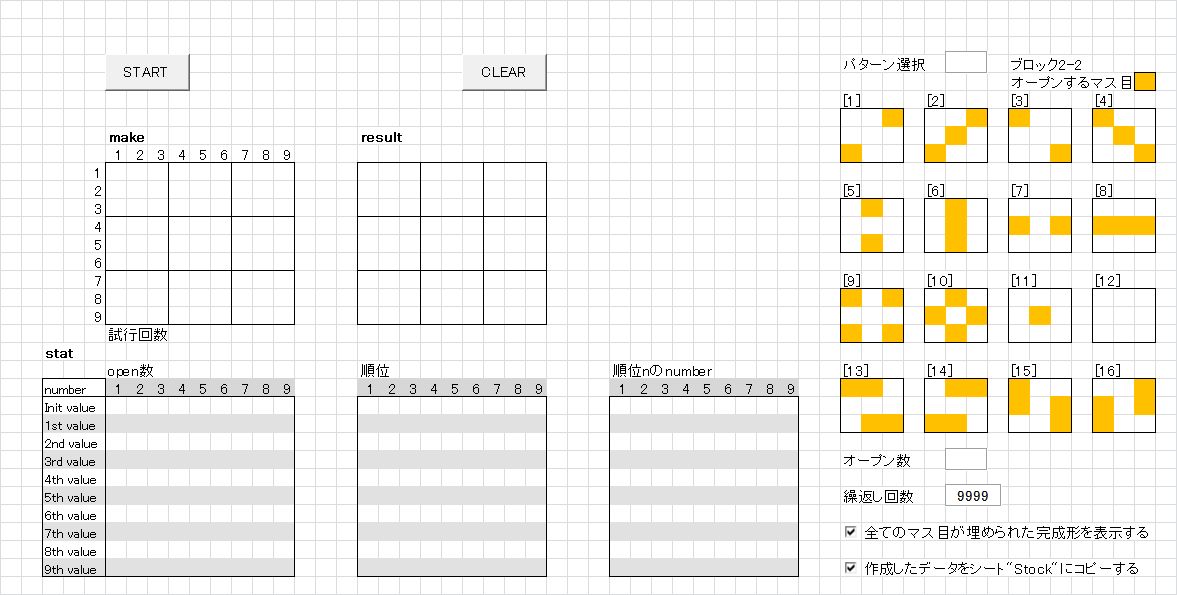 START
CLEAR
パターン選択
ブロック2-2
オープンするマス目
[1] [2] [3] [4]
make
result
1 2 3 4 5 6 7 8 9
1
2
3
4
5
6
7
8
9
[5] [6] [7] [8]
[9] [10] [11] [12]
試行回数
stat
open数
順位
順位nのnumber
[13] [14] [15] [16]
number 1 2 3 4 5 6 7 8 9 1 2 3 4 5 6 7 8 9 1 2 3 4 5 6 7 8 9
Init value
1st value
2nd value
3rd value
4th value
5th value
6th value
7th value
8th value
9th value
オープン数
繰返し回数 9999
全てのマス目が埋められた完成形を表示する
作成したデータをシート“Stock“にコピーする